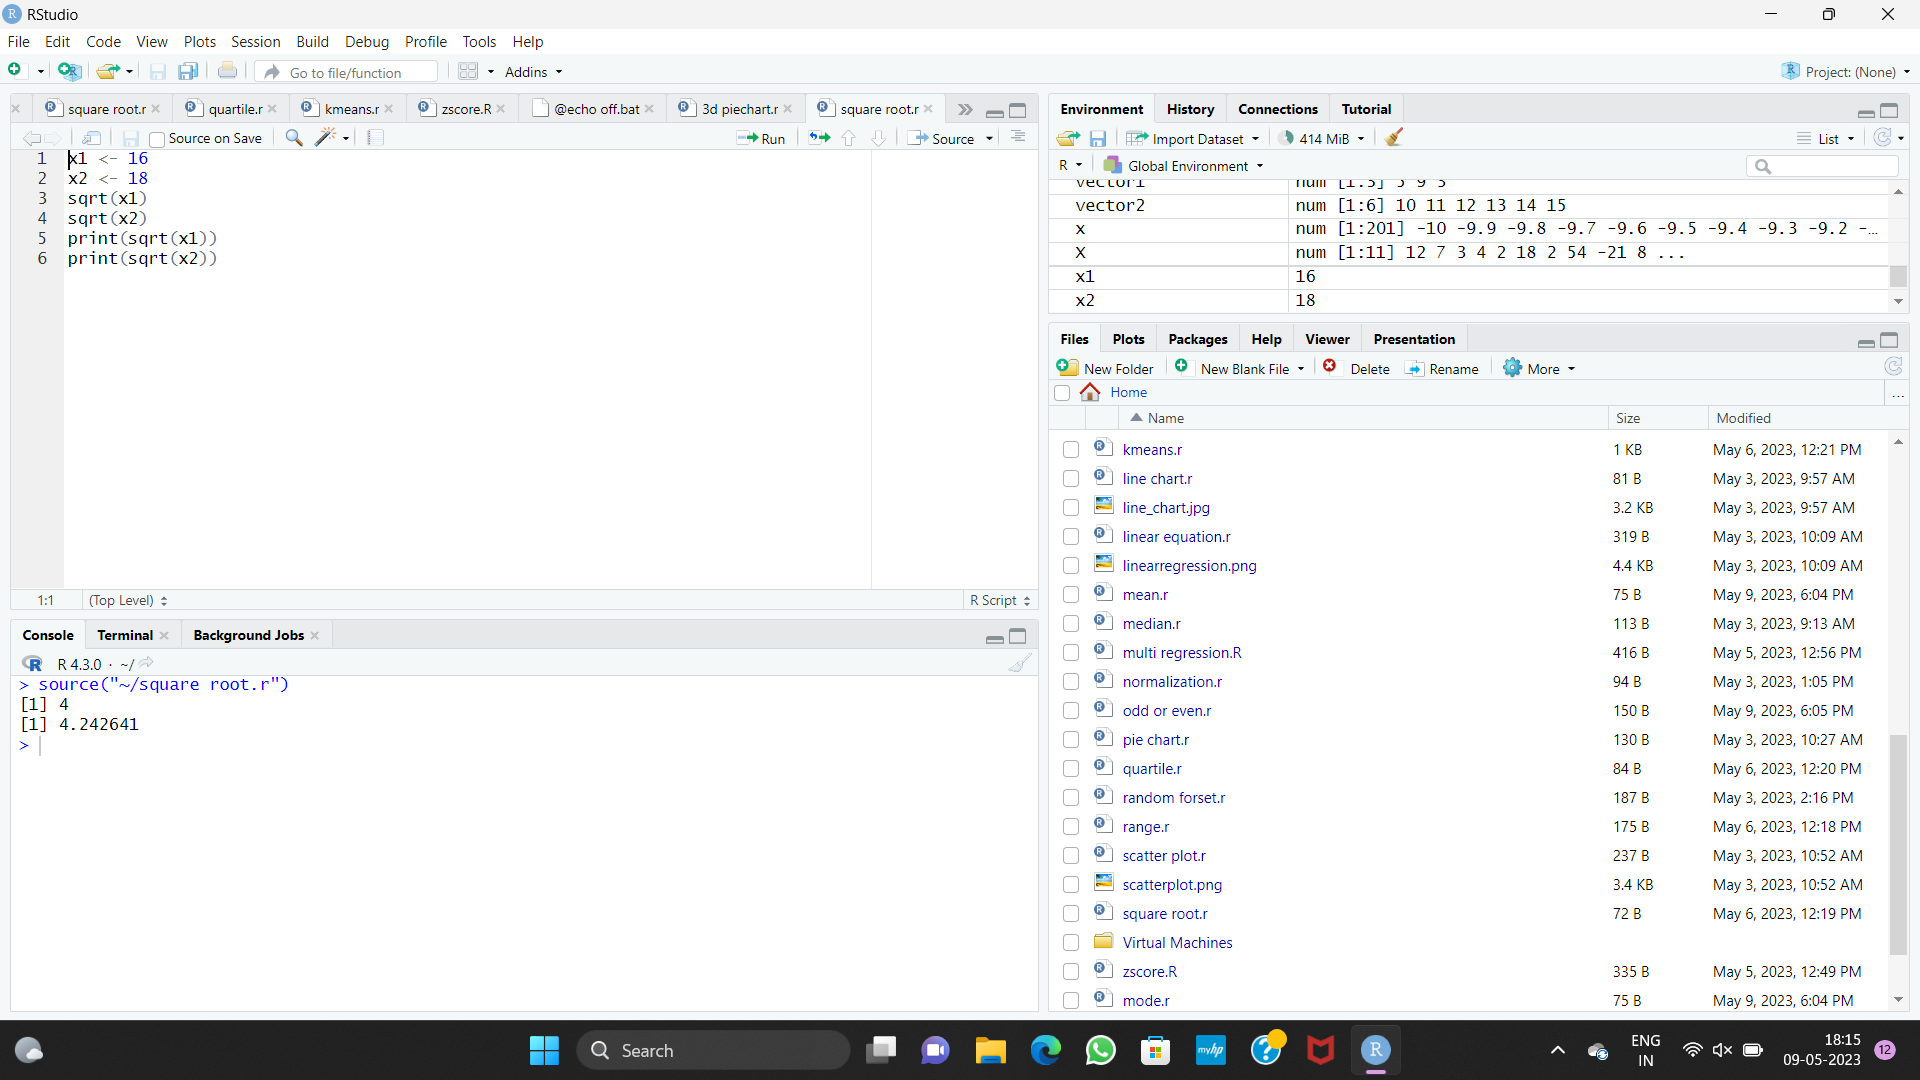 RStudio
File Edit Code View Plots Session Build Debug Profile Tools Help
Go to file/function Addins Project: (None)
square root.r quartile.r kmeans.r zscore.R @echo off.bat 3d piechart.r square root.r
Source on Save Run Source
1 x1 <- 16
2 x2 <- 18
3 sqrt(x1)
4 sqrt(x2)
5 print(sqrt(x1))
6 print(sqrt(x2))
1:1 (Top Level) R Script
Console Terminal Background Jobs
R 4.3.0 · ~/
> source("~/square root.r")
[1] 4
[1] 4.242641
>
Environment History Connections Tutorial
Import Dataset 414 MiB List
R Global Environment
vector1 num [1:3] 5 9 3
vector2 num [1:6] 10 11 12 13 14 15
x num [1:201] -10 -9.9 -9.8 -9.7 -9.6 -9.5 -9.4 -9.3 -9.2 -...
X num [1:11] 12 7 3 4 2 18 2 54 -21 8 ...
x1 16
x2 18
Files Plots Packages Help Viewer Presentation
New Folder New Blank File Delete Rename More
Home ...
Name Size Modified
kmeans.r 1 KB May 6, 2023, 12:21 PM
line chart.r 81 B May 3, 2023, 9:57 AM
line_chart.jpg 3.2 KB May 3, 2023, 9:57 AM
linear equation.r 319 B May 3, 2023, 10:09 AM
linearregression.png 4.4 KB May 3, 2023, 10:09 AM
mean.r 75 B May 9, 2023, 6:04 PM
median.r 113 B May 3, 2023, 9:13 AM
multi regression.R 416 B May 5, 2023, 12:56 PM
normalization.r 94 B May 3, 2023, 1:05 PM
odd or even.r 150 B May 9, 2023, 6:05 PM
pie chart.r 130 B May 3, 2023, 10:27 AM
quartile.r 84 B May 6, 2023, 12:20 PM
random forset.r 187 B May 3, 2023, 2:16 PM
range.r 175 B May 6, 2023, 12:18 PM
scatter plot.r 237 B May 3, 2023, 10:52 AM
scatterplot.png 3.4 KB May 3, 2023, 10:52 AM
square root.r 72 B May 6, 2023, 12:19 PM
Virtual Machines
zscore.R 335 B May 5, 2023, 12:49 PM
mode.r 75 B May 9, 2023, 6:04 PM
Search myhp R ENG 18:15
IN 09-05-2023 12